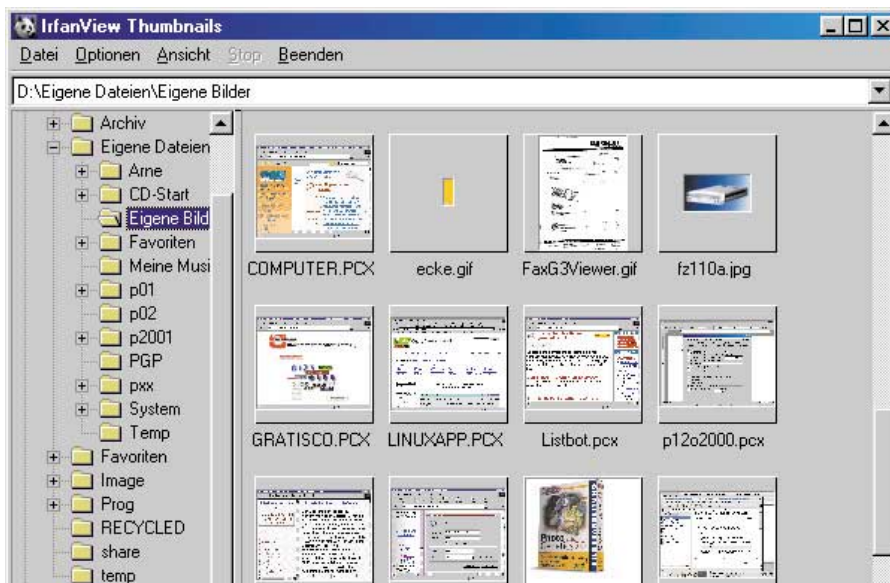 IrfanView Thumbnails
Datei Optionen Ansicht Stop Beenden
D:\Eigene Dateien\Eigene Bilder
Archiv
Eigene Dateien
Arne
CD-Start
Eigene Bild
Favoriten
Meine Musi
p01
p02
p2001
PGP
pxx
System
Temp
Favoriten
Image
Prog
RECYCLED
share
temp
COMPUTER.PCX ecke.gif FaxG3Viewer.gif fz110a.jpg
GRATISCO.PCX LINUXAPP.PCX Listbot.pcx p12o2000.pcx